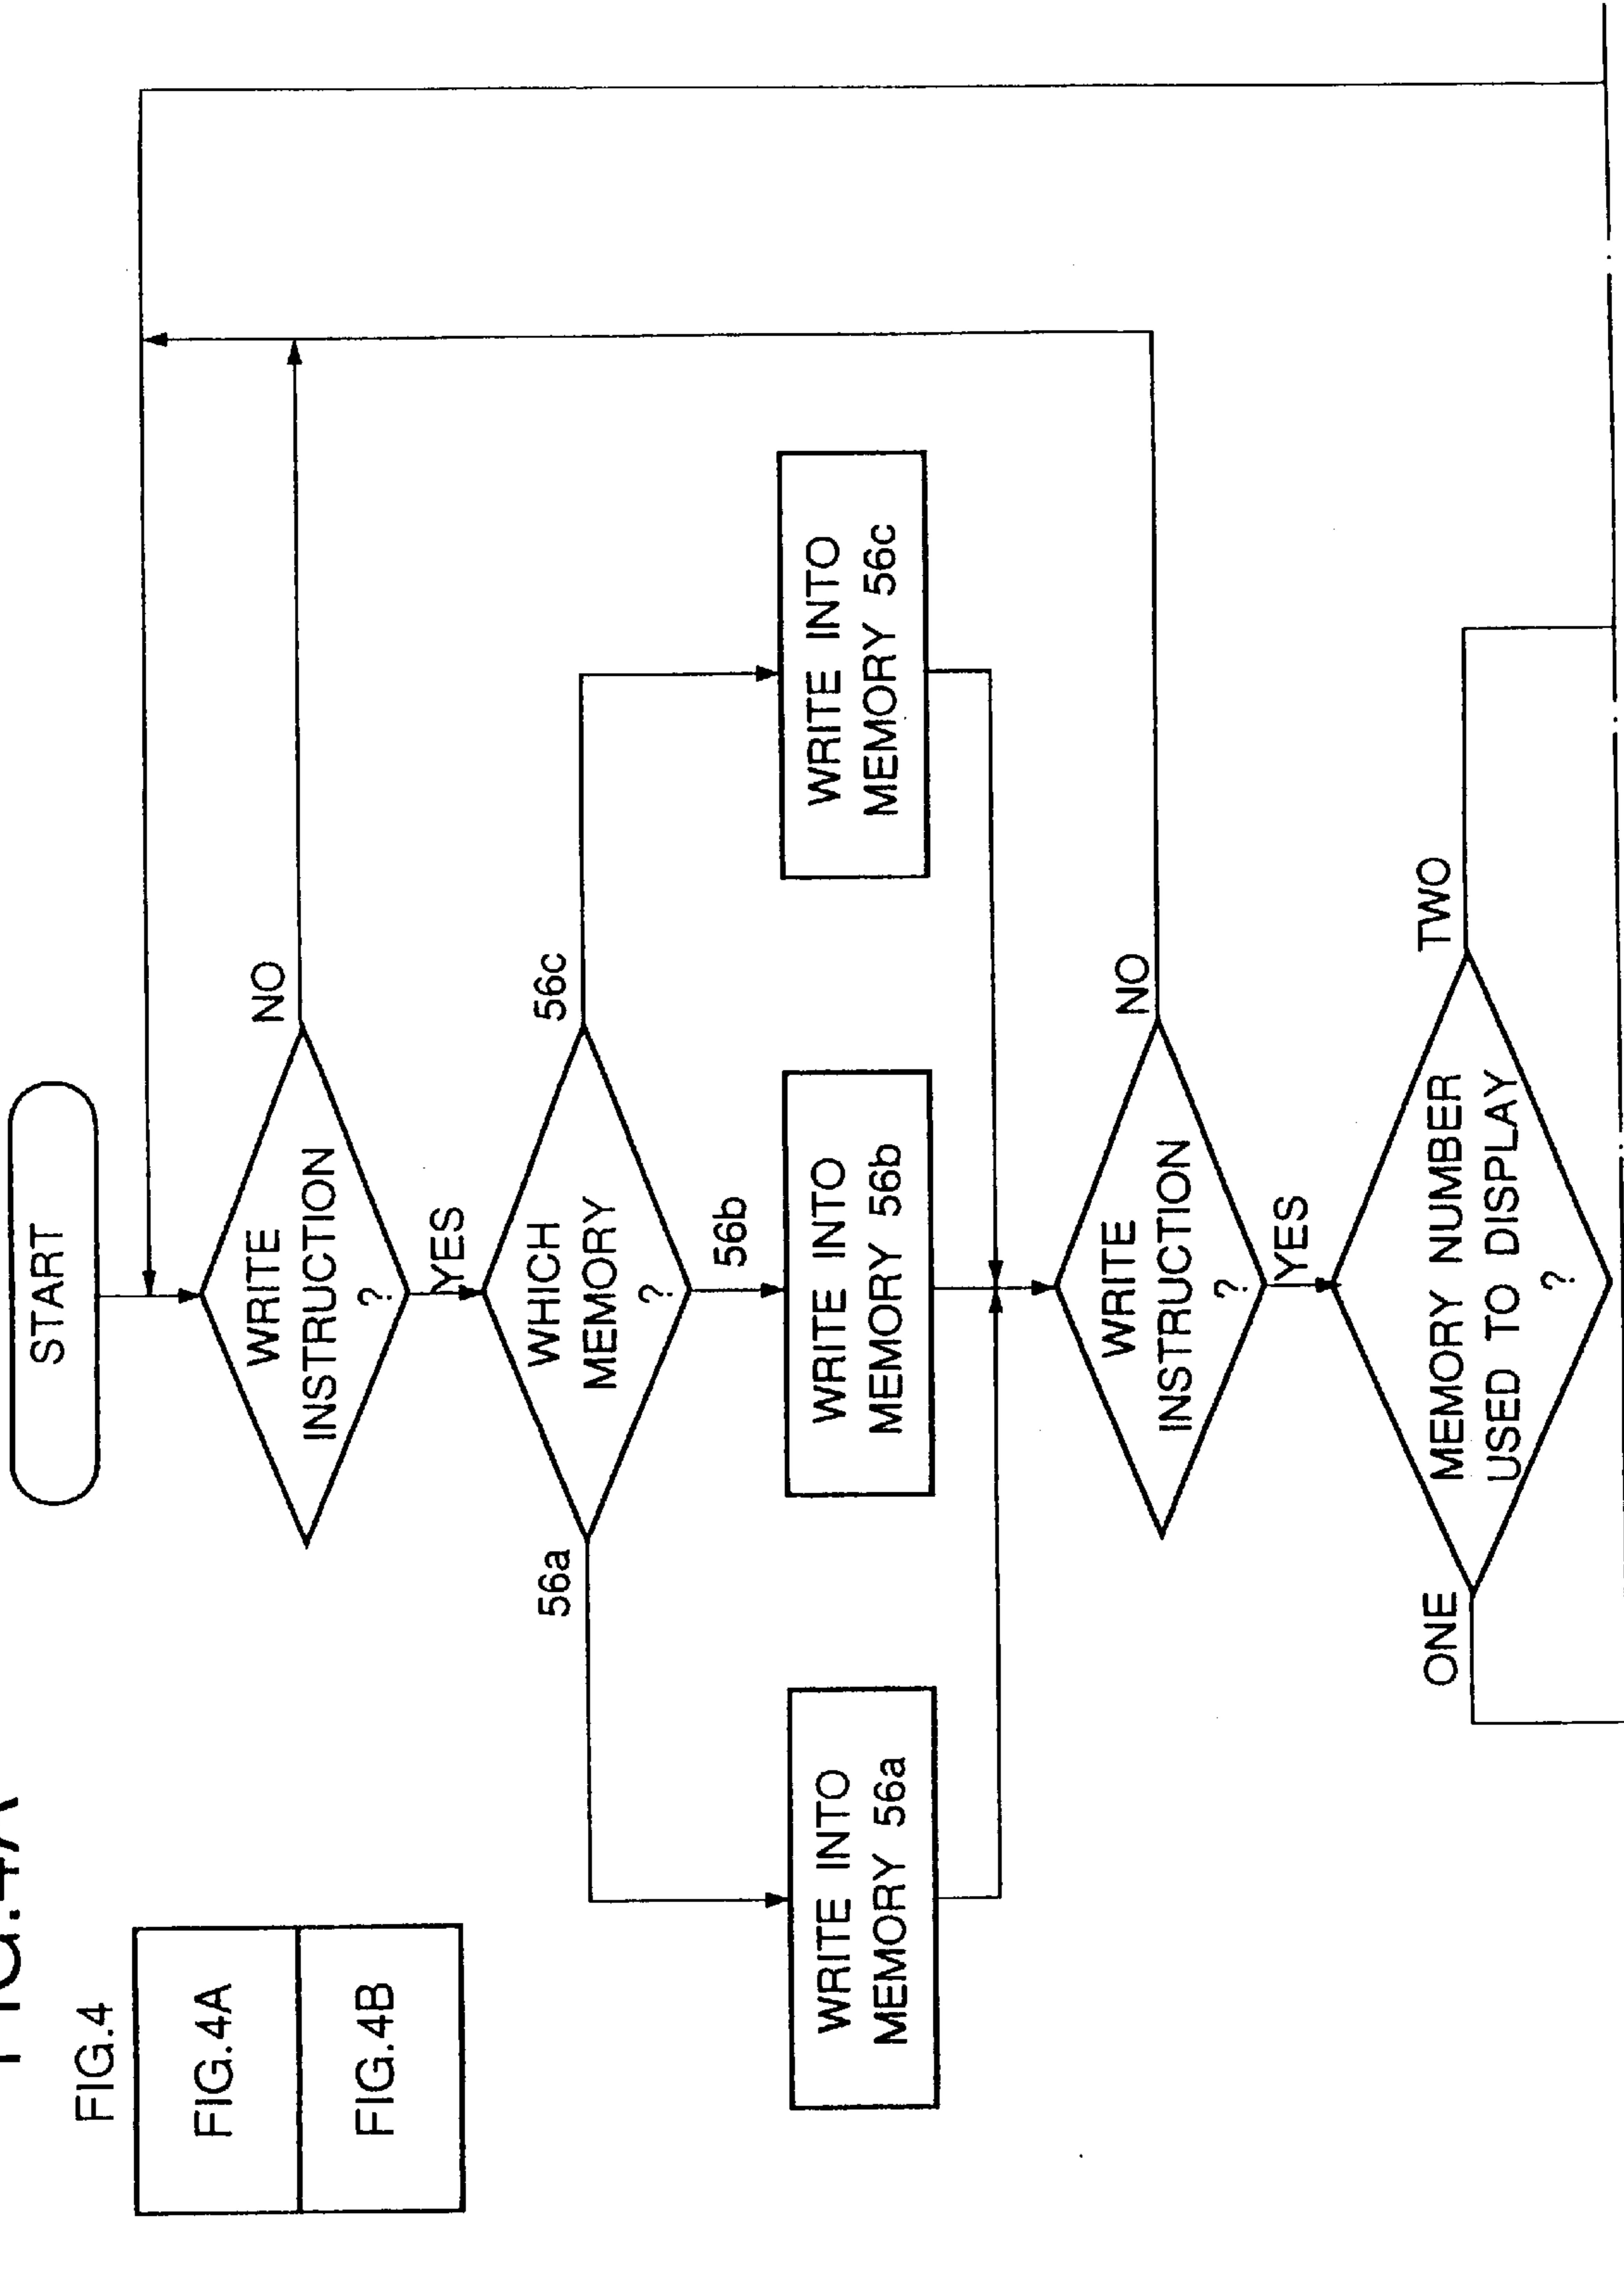 FIG.4A
FIG.4
FIG.4A
FIG.4B
START
WRITE
INSTRUCTION
?
NO
YES
WHICH
MEMORY
?
56a
56b
56c
WRITE INTO
MEMORY 56a
WRITE INTO
MEMORY 56b
WRITE INTO
MEMORY 56c
WRITE
INSTRUCTION
?
NO
YES
MEMORY NUMBER
USED TO DISPLAY
?
ONE
TWO